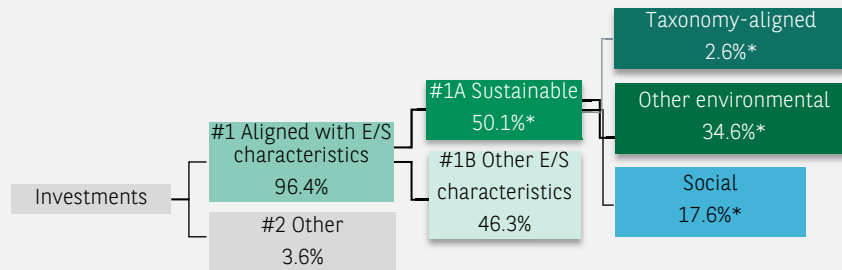 Taxonomy-aligned
2.6%*
#1A Sustainable
50.1%*
Other environmental
34.6%*
#1 Aligned with E/S
characteristics
96.4%
#1B Other E/S
characteristics
46.3%
Social
17.6%*
Investments
#2 Other
3.6%